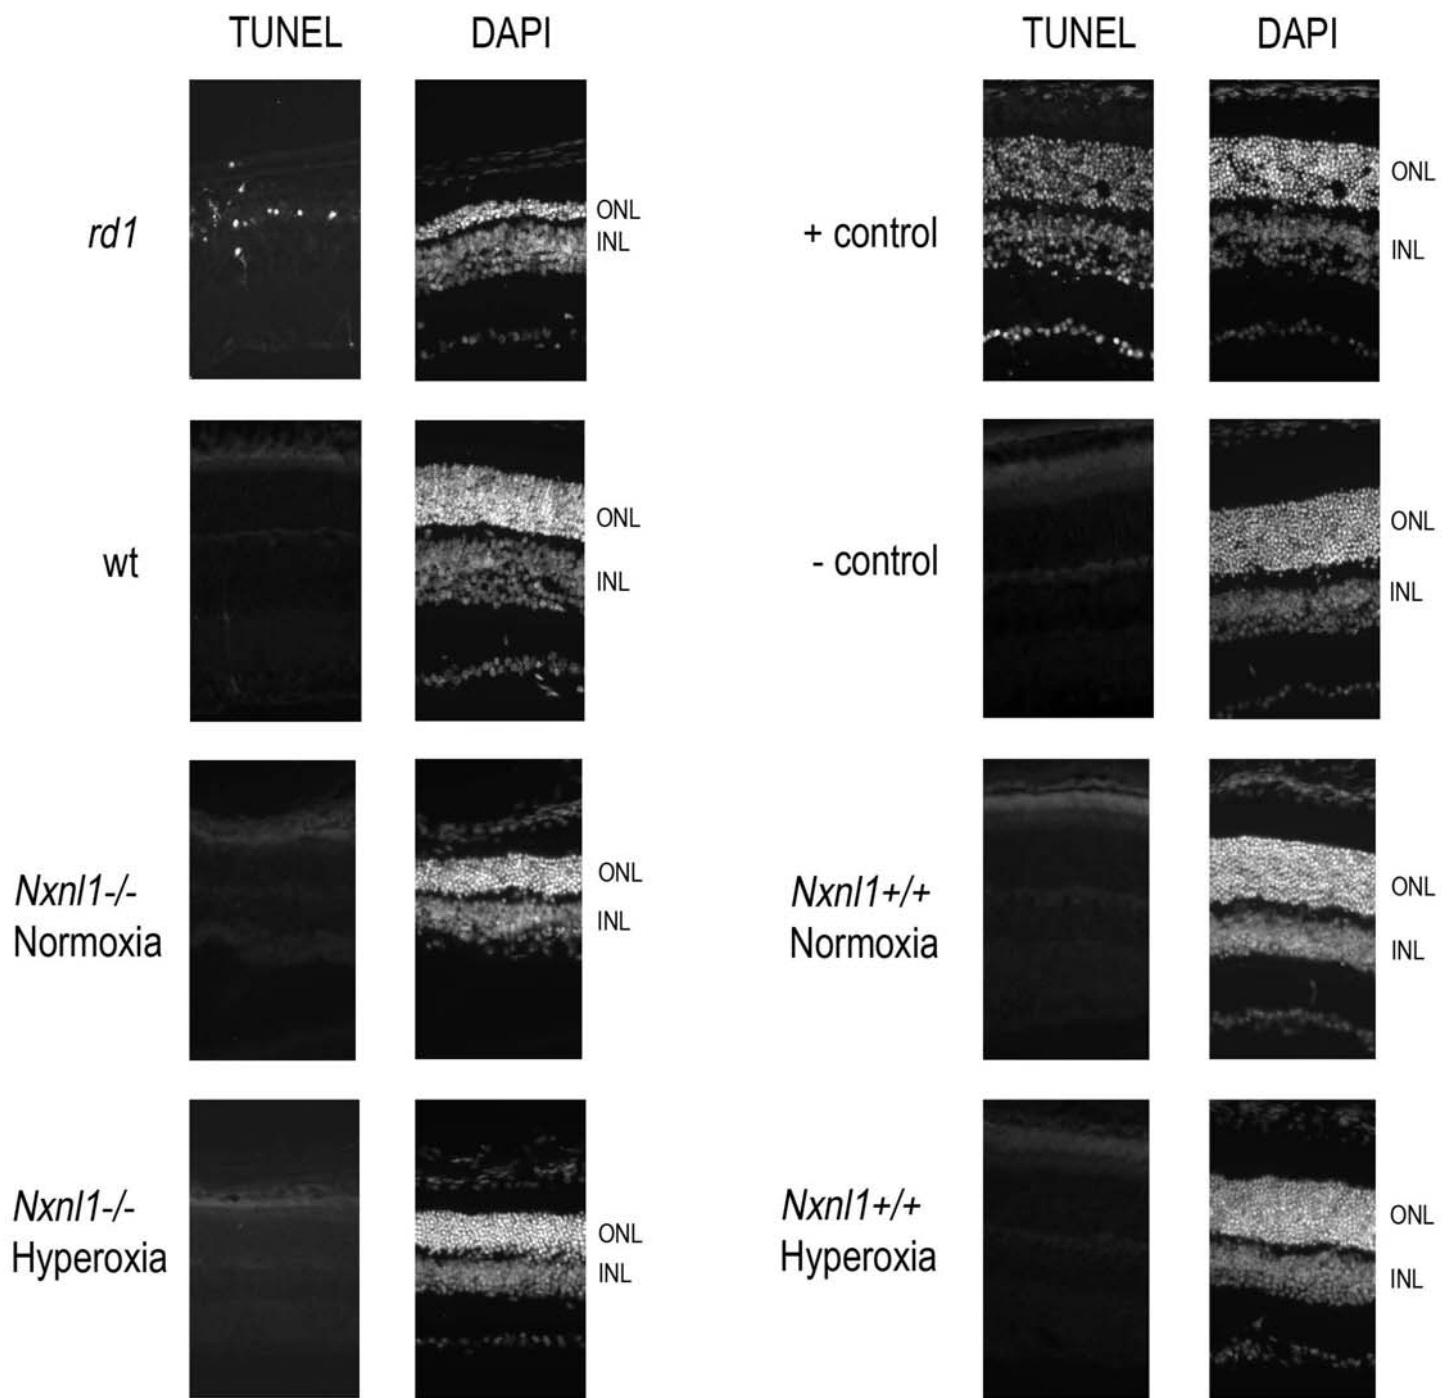 TUNEL DAPI TUNEL DAPI
rd1
ONL
INL
+ control
ONL
INL
wt
ONL
INL
- control
ONL
INL
Nxnl1-/-
Normoxia
ONL
INL
Nxnl1+/+
Normoxia
ONL
INL
Nxnl1-/-
Hyperoxia
ONL
INL
Nxnl1+/+
Hyperoxia
ONL
INL